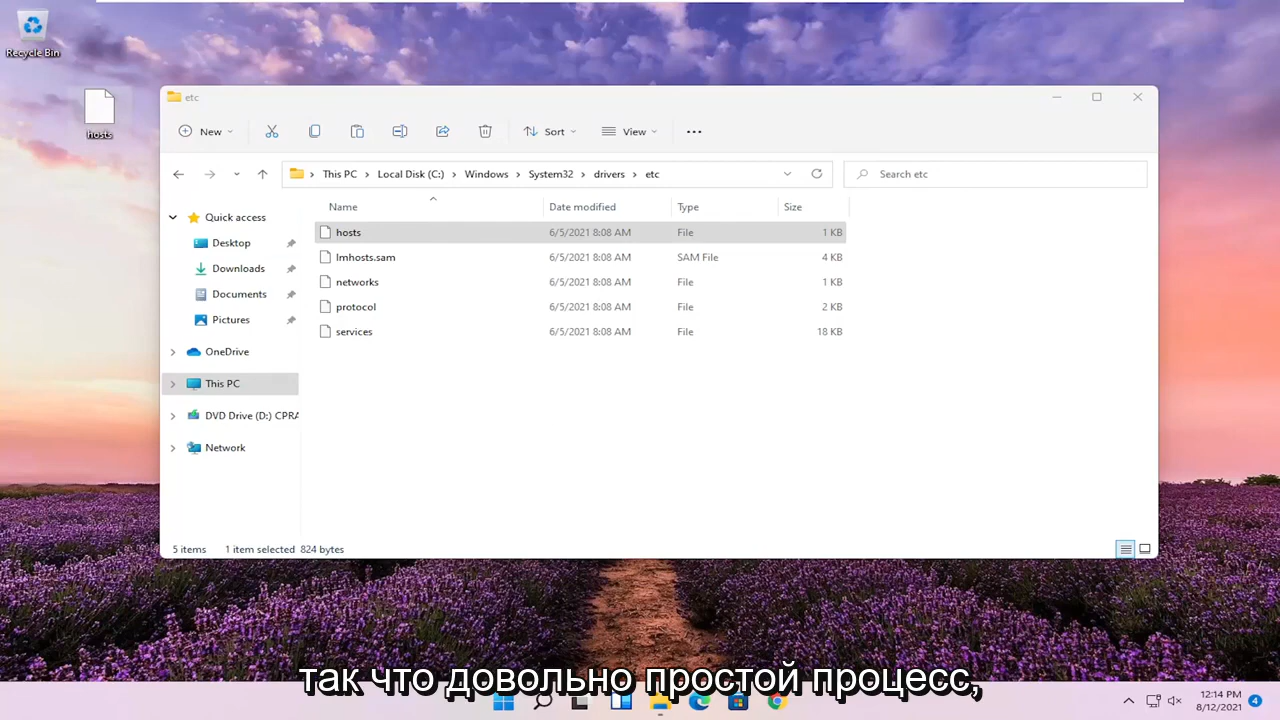 Recycle Bin
hosts
etc
New
Sort
View
This PC
Local Disk (C:)
Windows
System32
drivers
etc
Search etc
Name
Date modified
Type
Size
Quick access
Desktop
Downloads
Documents
Pictures
OneDrive
This PC
DVD Drive (D:) CPRA
Network
hosts 6/5/2021 8:08 AM File 1 KB
lmhosts.sam 6/5/2021 8:08 AM SAM File 4 KB
networks 6/5/2021 8:08 AM File 1 KB
protocol 6/5/2021 8:08 AM File 2 KB
services 6/5/2021 8:08 AM File 18 KB
5 items 1 item selected 824 bytes
так что довольно простой процесс,
12:14 PM
8/12/2021
4